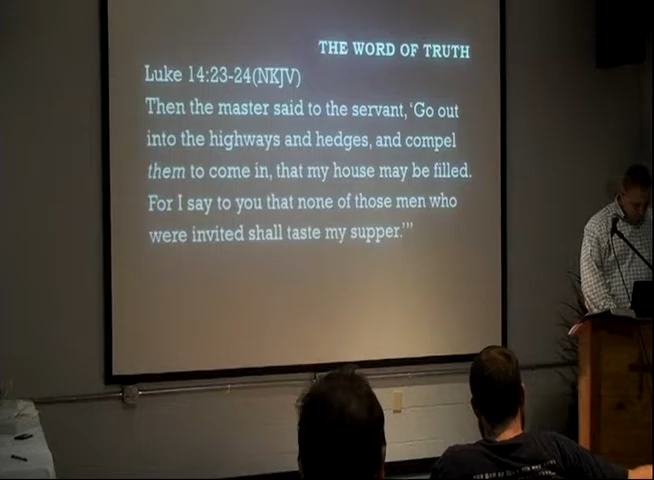 THE WORD OF TRUTH
Luke 14:23-24(NKJV)
Then the master said to the servant, ‘Go out
into the highways and hedges, and compel
them to come in, that my house may be filled.
For I say to you that none of those men who
were invited shall taste my supper.’”